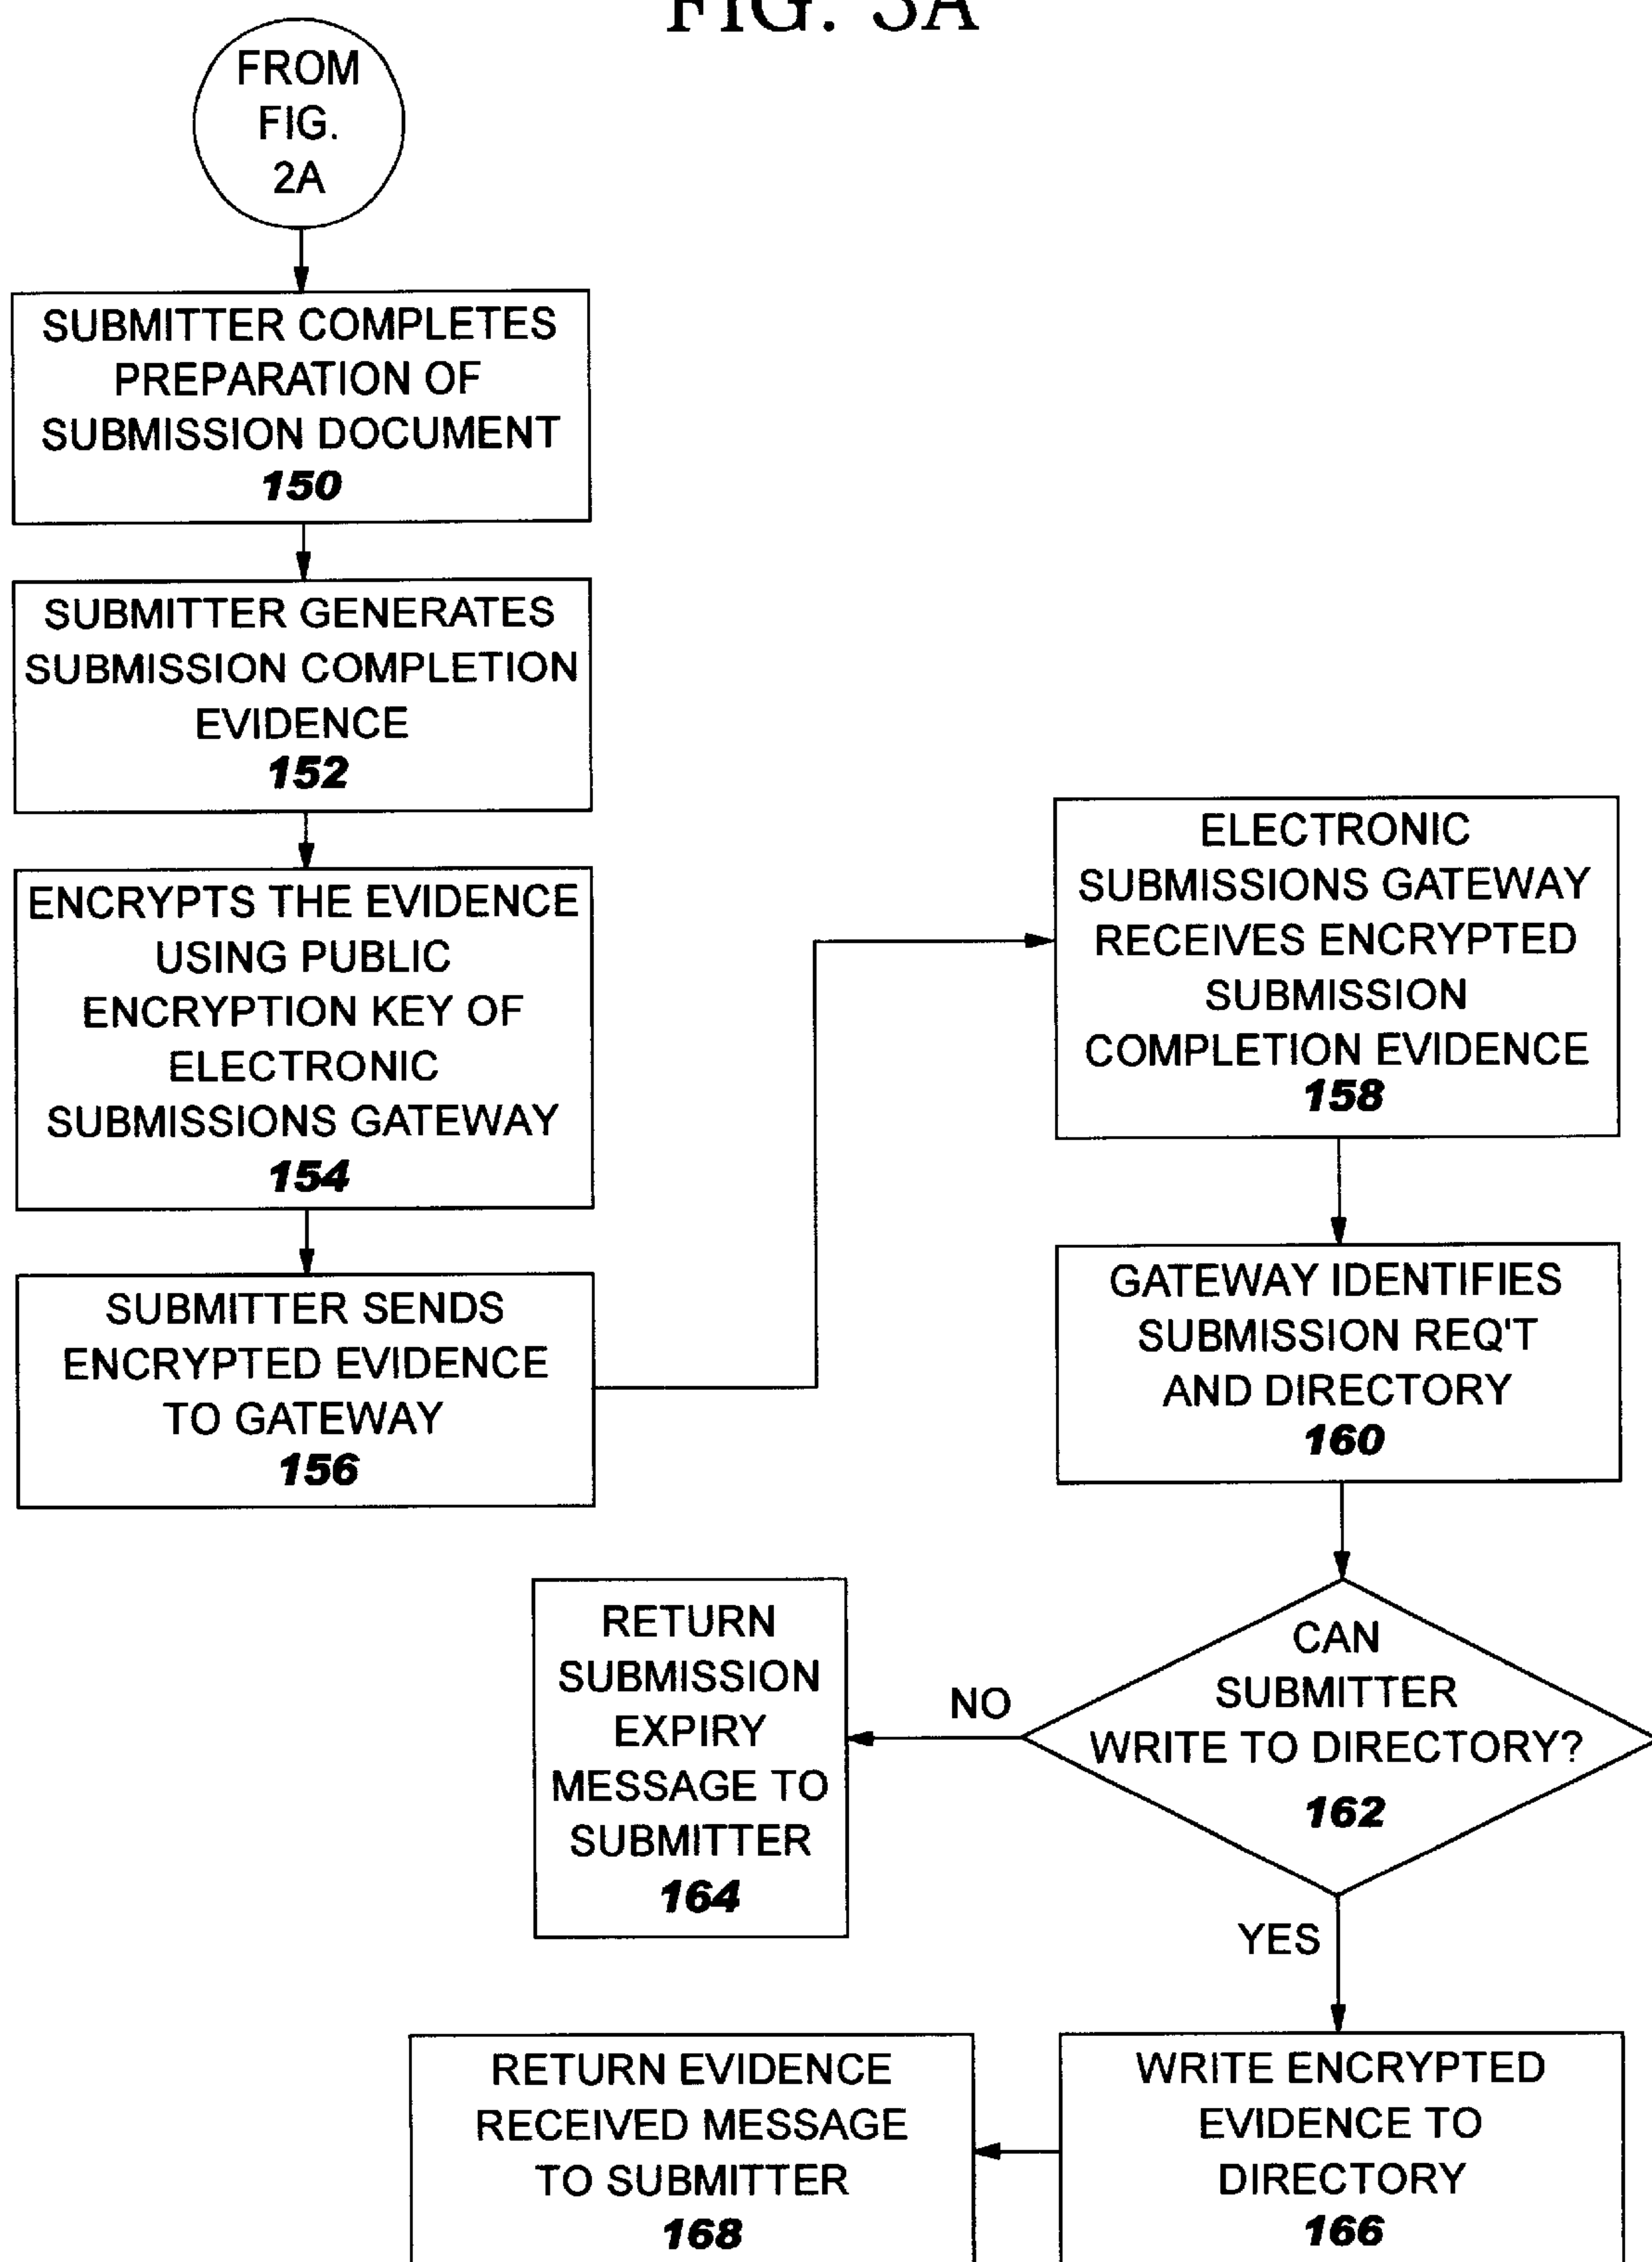 FIG. 3A
FROM
FIG.
2A
SUBMITTER COMPLETES
PREPARATION OF
SUBMISSION DOCUMENT
150
SUBMITTER GENERATES
SUBMISSION COMPLETION
EVIDENCE
152
ENCRYPTS THE EVIDENCE
USING PUBLIC
ENCRYPTION KEY OF
ELECTRONIC
SUBMISSIONS GATEWAY
154
SUBMITTER SENDS
ENCRYPTED EVIDENCE
TO GATEWAY
156
ELECTRONIC
SUBMISSIONS GATEWAY
RECEIVES ENCRYPTED
SUBMISSION
COMPLETION EVIDENCE
158
GATEWAY IDENTIFIES
SUBMISSION REQ'T
AND DIRECTORY
160
CAN
SUBMITTER
WRITE TO DIRECTORY?
162
NO
RETURN
SUBMISSION
EXPIRY
MESSAGE TO
SUBMITTER
164
YES
WRITE ENCRYPTED
EVIDENCE TO
DIRECTORY
166
RETURN EVIDENCE
RECEIVED MESSAGE
TO SUBMITTER
168